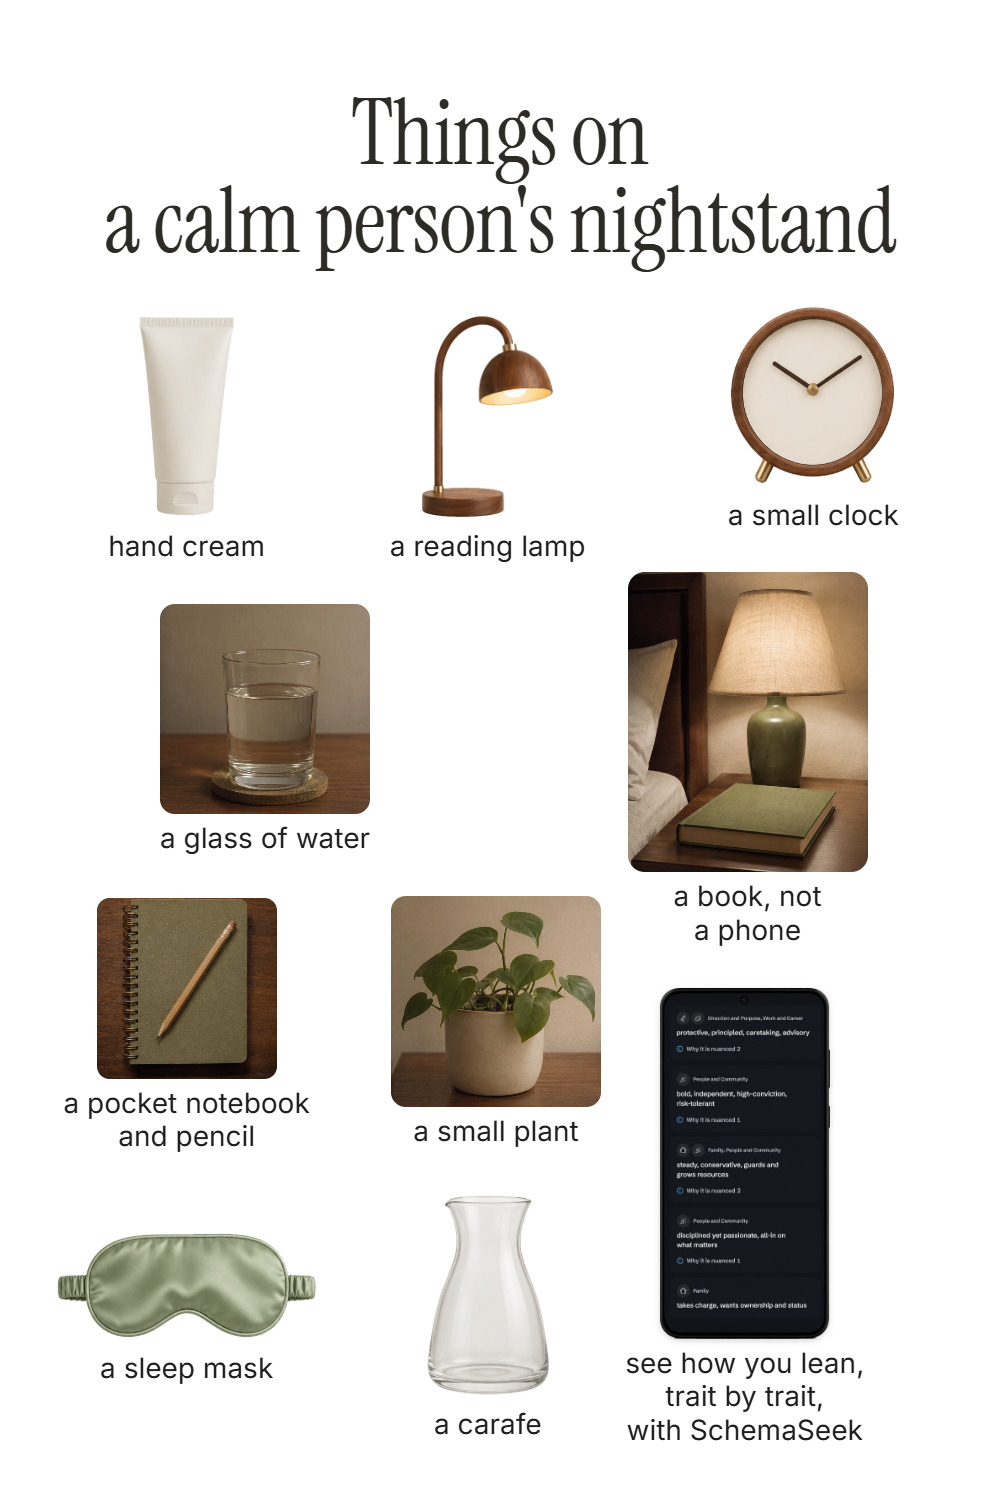 Things on
a calm person's nightstand
hand cream
a reading lamp
a small clock
a glass of water
a book, not
a phone
a pocket notebook
and pencil
a small plant
Direction and Purpose, Work and Career
protective, principled, caretaking, advisory
Why it is nuanced 2
People and Community
bold, independent, high-conviction,
risk-tolerant
Why it is nuanced 1
Family, People and Community
steady, conservative, guards and
grows resources
Why it is nuanced 2
People and Community
disciplined yet passionate, all-in on
what matters
Why it is nuanced 1
Family
takes charge, wants ownership and status
a sleep mask
a carafe
see how you lean,
trait by trait,
with SchemaSeek